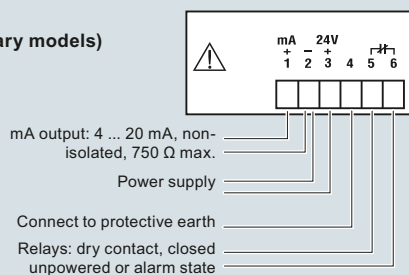 ary models)
mA 24V
+ – +
1 2 3 4 5 6
mA output: 4 ... 20 mA, non-
isolated, 750 Ω max.
Power supply
Connect to protective earth
Relays: dry contact, closed
unpowered or alarm state